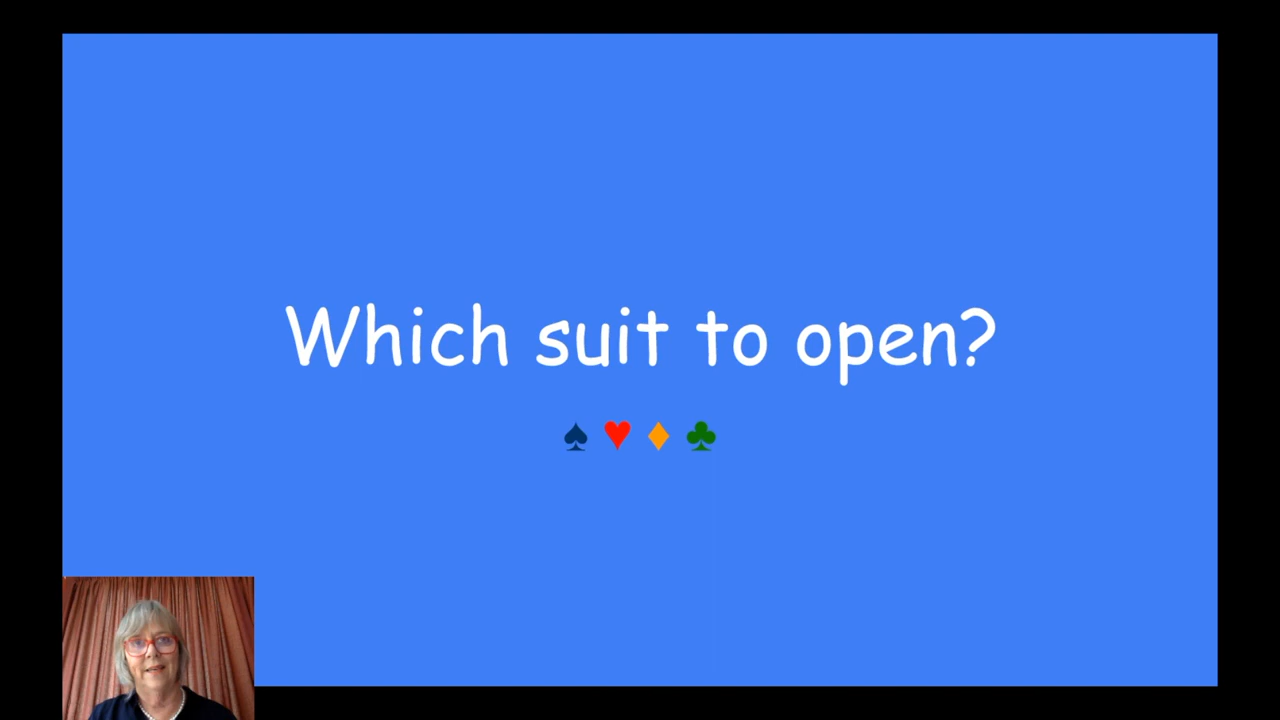 Which suit to open?
♠ ♥ ♦ ♣